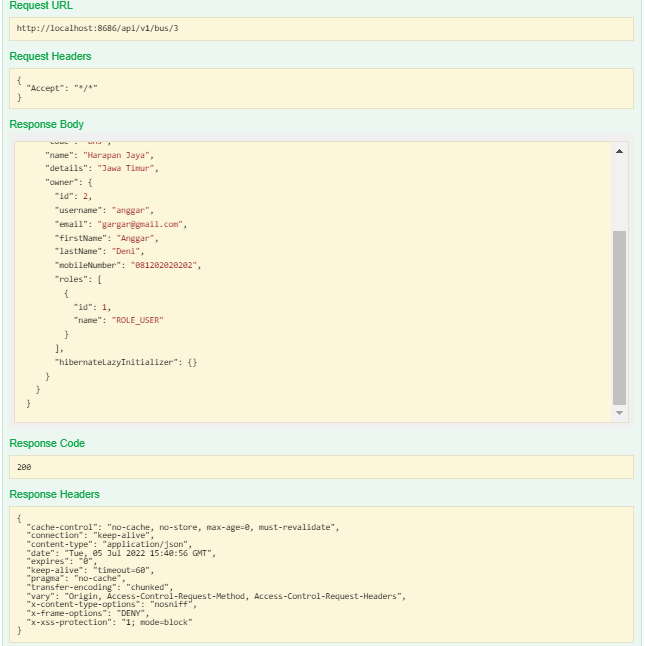 Request URL
http://localhost:8686/api/v1/bus/3
Request Headers
{
  "Accept": "*/*"
}
Response Body
"name": "Harapan Jaya",
"details": "Jawa Timur",
"owner": {
  "id": 2,
  "username": "anggar",
  "email": "gargar@gmail.com",
  "firstName": "Anggar",
  "lastName": "Deni",
  "mobileNumber": "081202020202",
  "roles": [
    {
      "id": 1,
      "name": "ROLE_USER"
    }
  ],
  "hibernateLazyInitializer": {}
}
}
}
Response Code
200
Response Headers
{
  "cache-control": "no-cache, no-store, max-age=0, must-revalidate",
  "connection": "keep-alive",
  "content-type": "application/json",
  "date": "Tue, 05 Jul 2022 15:40:56 GMT",
  "expires": "0",
  "keep-alive": "timeout=60",
  "pragma": "no-cache",
  "transfer-encoding": "chunked",
  "vary": "Origin, Access-Control-Request-Method, Access-Control-Request-Headers",
  "x-content-type-options": "nosniff",
  "x-frame-options": "DENY",
  "x-xss-protection": "1; mode=block"
}